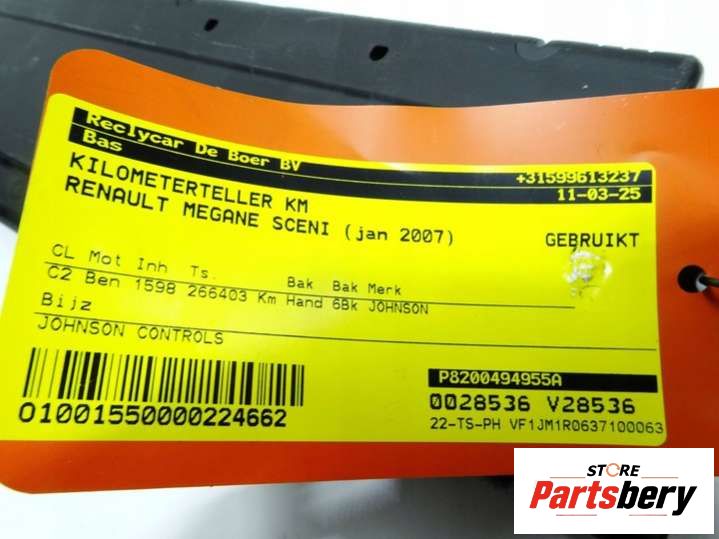 Reclycar De Boer BV
+31599613237
Bas
11-03-25
KILOMETERTELLER KM
RENAULT MEGANE SCENI (jan 2007)
GEBRUIKT
CL Mot Inh Ts. Bak Bak Merk
C2 Ben 1598 266403 Km Hand 6Bk JOHNSON
Bijz
JOHNSON CONTROLS
P8200494955A
0028536 V28536
O1001550000224662
22-TS-PH VF1JM1R0637100063
STORE
Partsbery